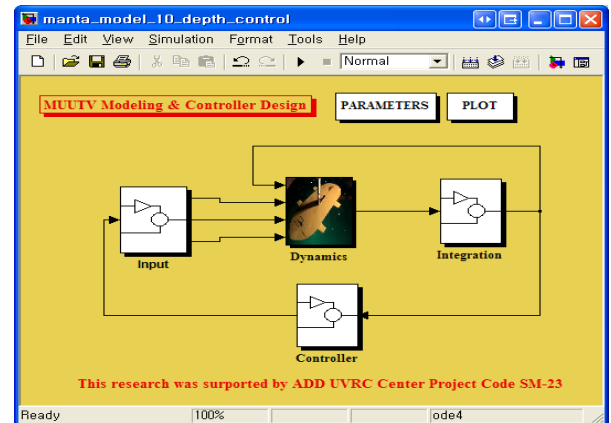 manta_model_10_depth_control
File Edit View Simulation Format Tools Help
Normal
MUUTV Modeling & Controller Design
PARAMETERS
PLOT
Input
Dynamics
Integration
Controller
This research was surported by ADD UVRC Center Project Code SM-23
Ready 100% ode4